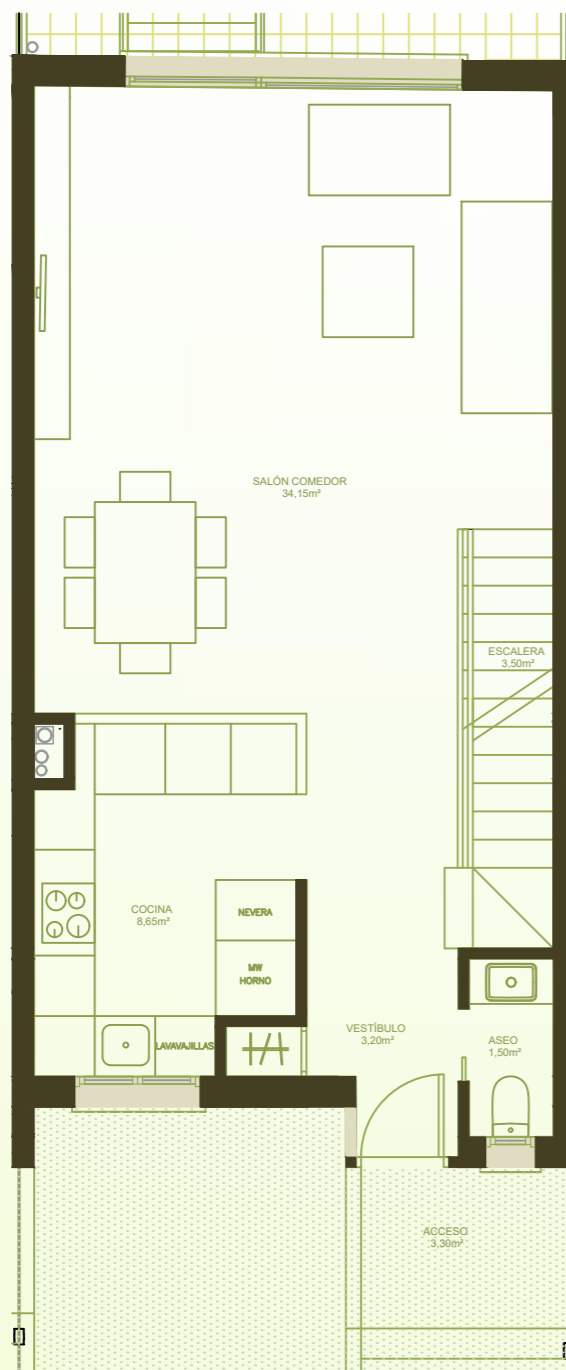 SALÓN COMEDOR
34,15m²
ESCALERA
3,50m²
COCINA
8,65m²
NEVERA
MW
HORNO
LAVAVAJILLAS
VESTÍBULO
3,20m²
ASEO
1,50m²
ACCESO
3,30m²